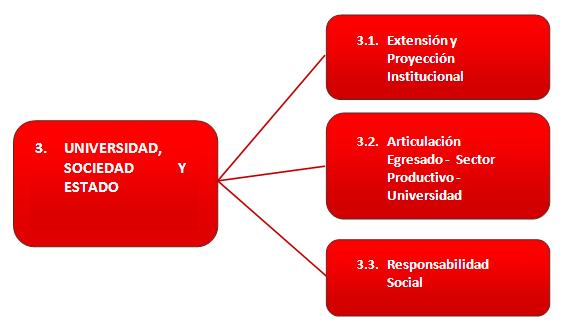 3. UNIVERSIDAD,
SOCIEDAD Y
ESTADO
3.1. Extensión y
Proyección
Institucional
3.2. Articulación
Egresado - Sector
Productivo -
Universidad
3.3. Responsabilidad
Social